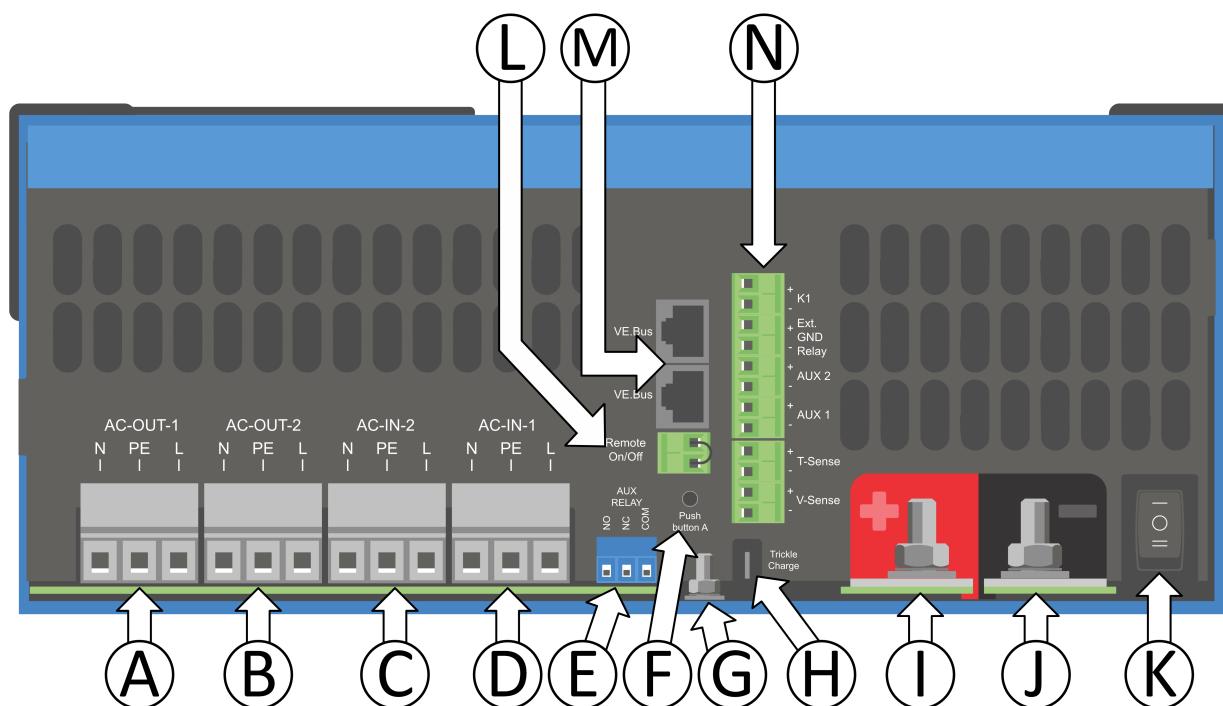 L M N
K1
+
-
Ext.
GND
Relay
+
-
AUX 2
+
-
AUX 1
+
-
T-Sense
+
-
V-Sense
+
-
VE.Bus
VE.Bus
Remote
On/Off
AC-OUT-1
N PE L
AC-OUT-2
N PE L
AC-IN-2
N PE L
AC-IN-1
N PE L
AUX
RELAY
NO NC COM
Push
button A
Trickle
Charge
A B C D E F G H I J K